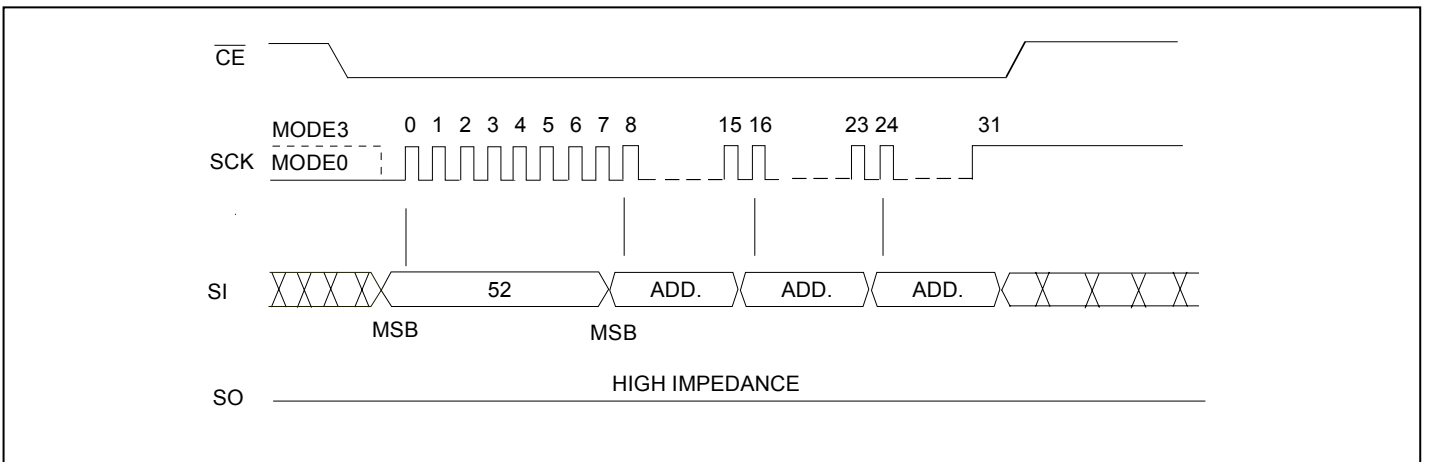 CE
MODE3 0 1 2 3 4 5 6 7 8 15 16 23 24 31
SCK MODE0
SI 52 ADD. ADD. ADD.
MSB MSB
HIGH IMPEDANCE
SO